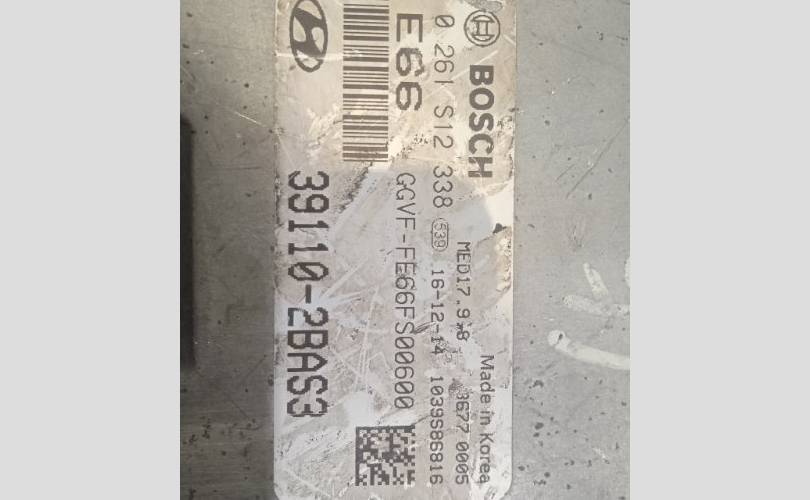 BOSCH Made in Korea
MED17.9.8 3677 0005
0 261 S12 338 539 16-12-14 1039S86816
E66 GGVF-FE66FS00600
39110-2BAS3